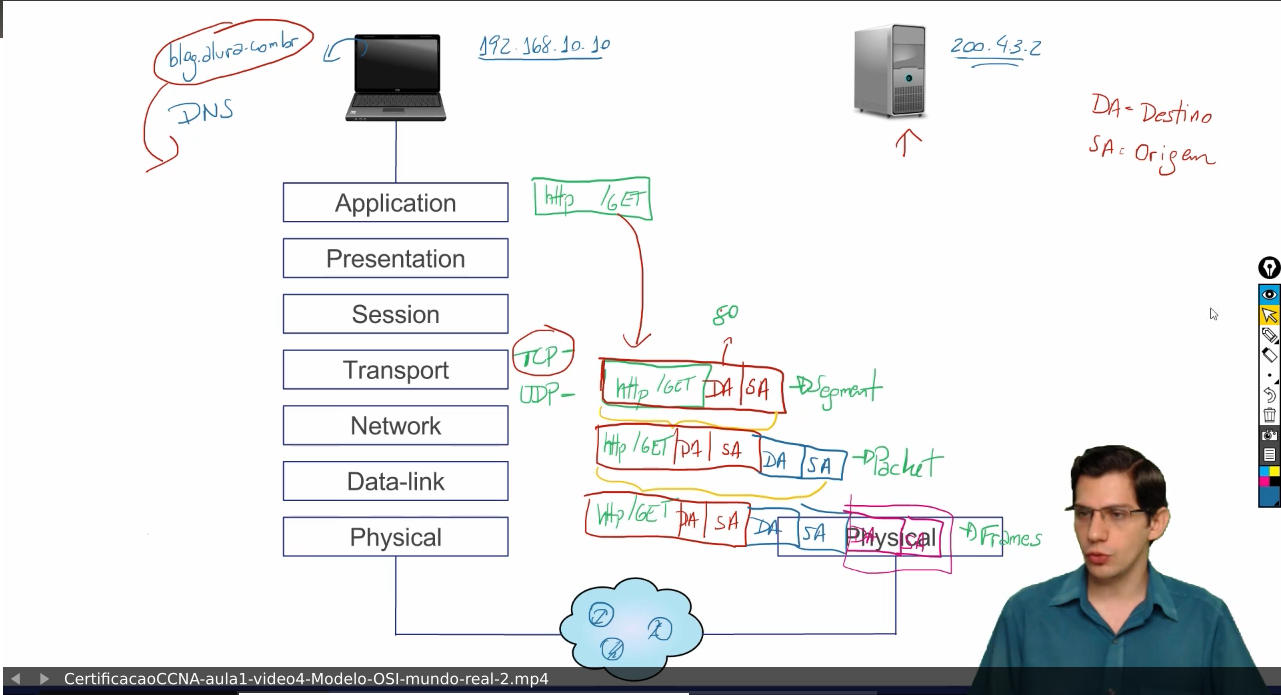 blog.alura.com.br
192.168.10.10
200.4.3.2
DNS
DA = Destino
SA = Origem
Application
http /GET
Presentation
Session
80
Transport
TCP -
UDP -
http /GET DA SA
Segment
Network
http /GET DA SA DA SA
Packet
Data-link
Physical
http /GET DA SA DA SA DA SA
Physical
Frames
CertificacaoCCNA-aula1-video4-Modelo-OSI-mundo-real-2.mp4